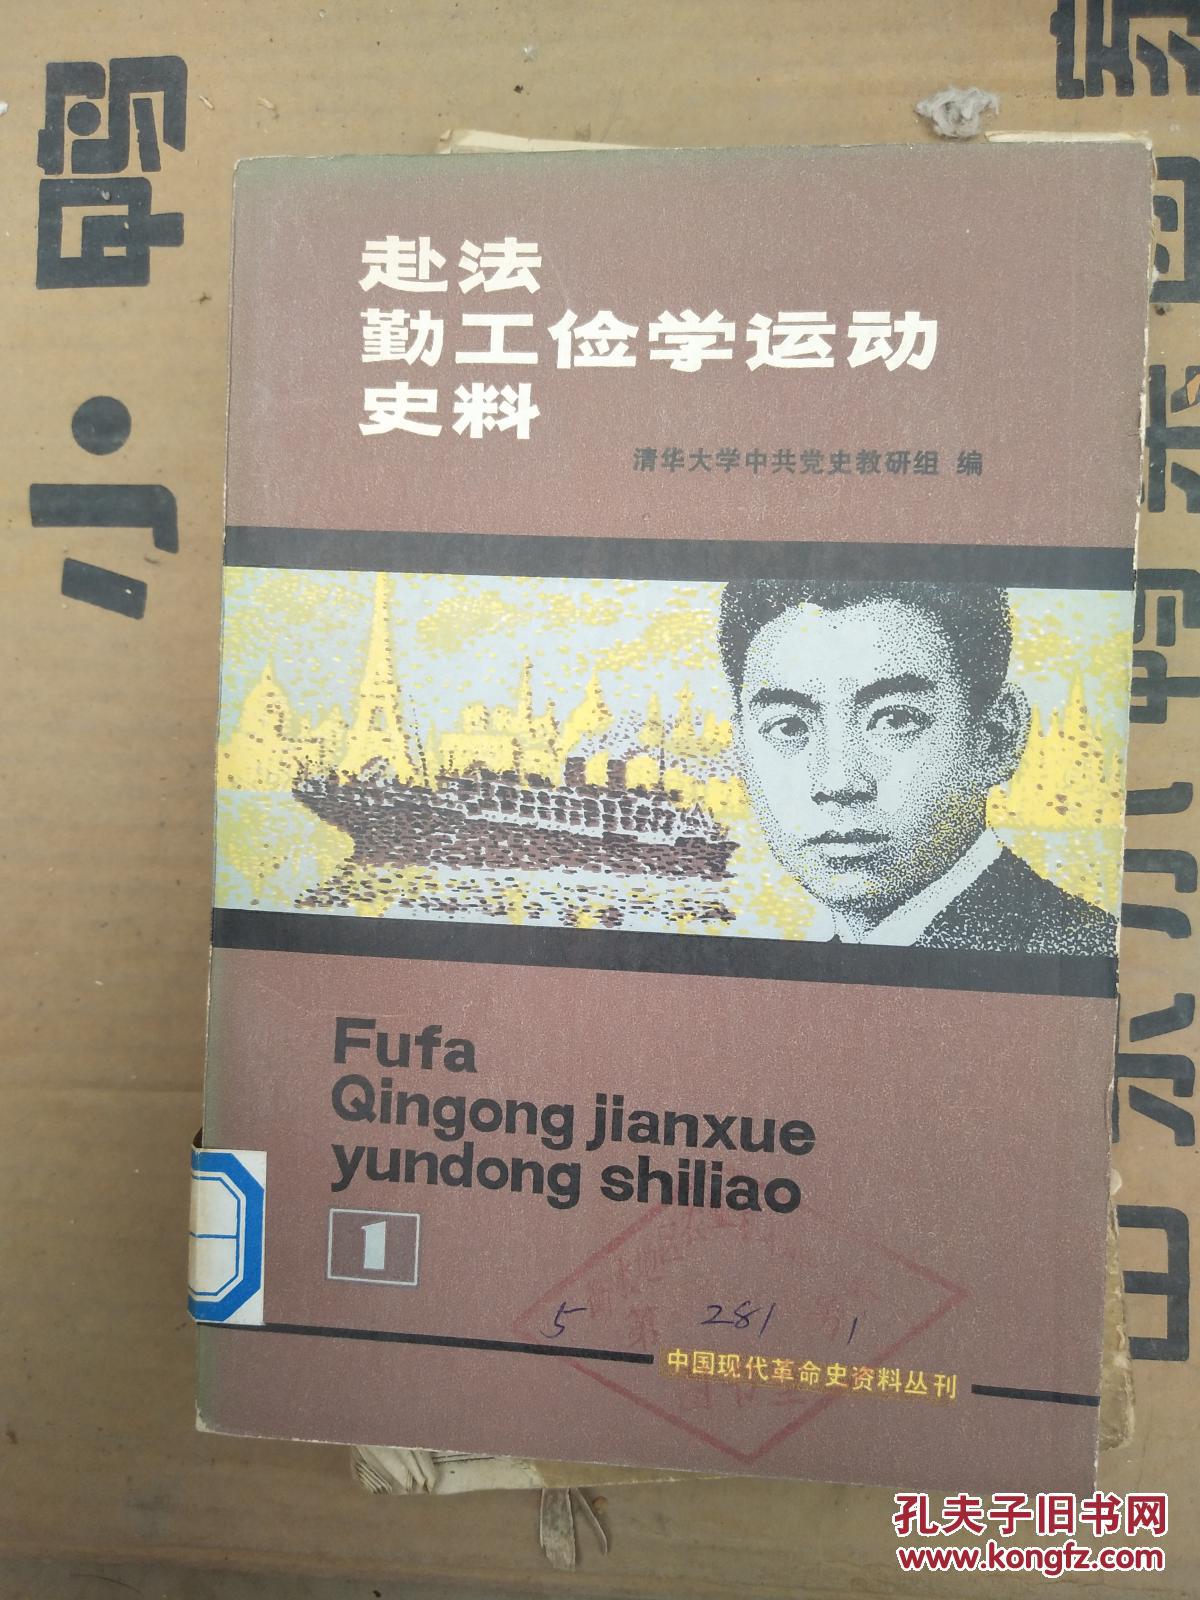 赴法
勤工俭学运动
史料
清华大学中共党史教研组 编
Fufa
Qingong jianxue
yundong shiliao
1
5 281 1
中国现代革命史资料丛刊
孔夫子旧书网
www.kongfz.com